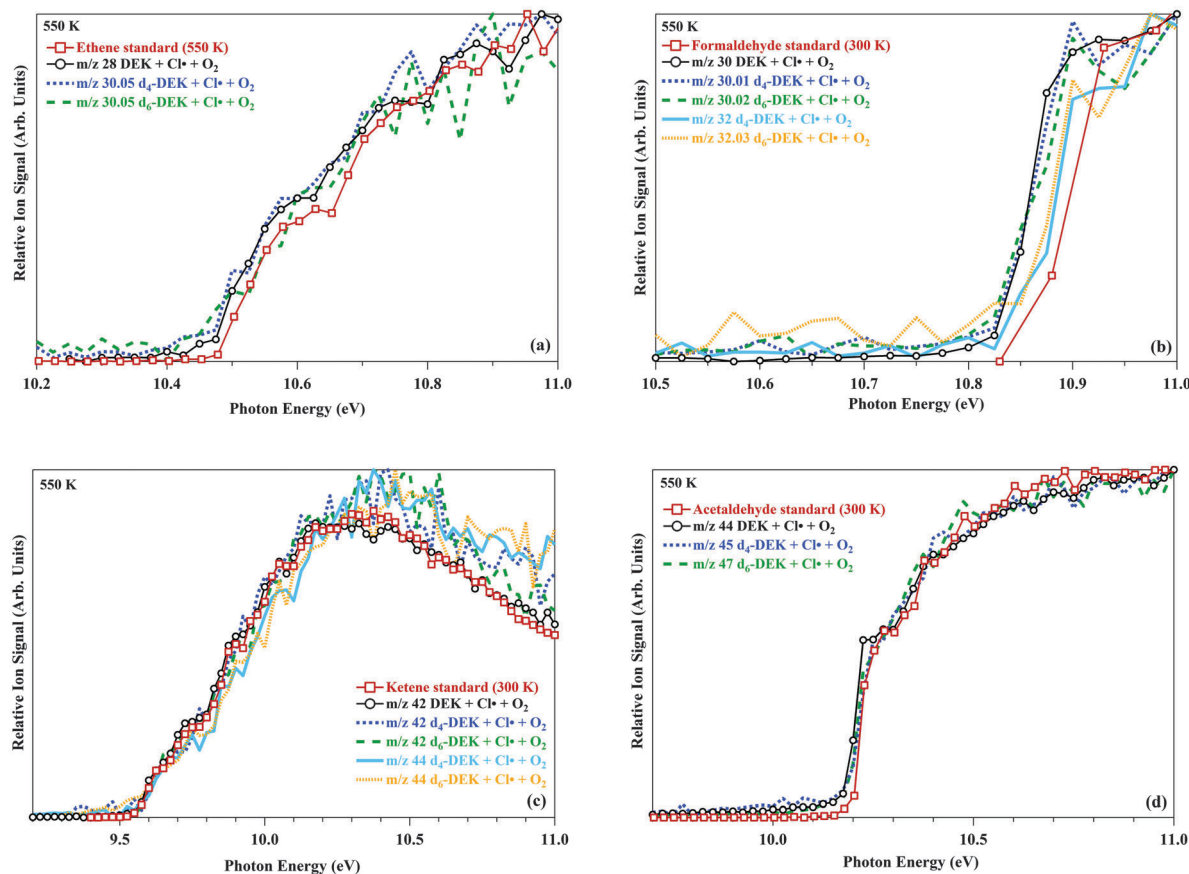 550 K
Ethene standard (550 K)
m/z 28 DEK + Cl• + O₂
m/z 30.05 d₄-DEK + Cl• + O₂
m/z 30.05 d₆-DEK + Cl• + O₂
Relative Ion Signal (Arb. Units)
(a)
10.2 10.4 10.6 10.8 11.0
Photon Energy (eV)
550 K
Formaldehyde standard (300 K)
m/z 30 DEK + Cl• + O₂
m/z 30.01 d₄-DEK + Cl• + O₂
m/z 30.02 d₆-DEK + Cl• + O₂
m/z 32 d₄-DEK + Cl• + O₂
m/z 32.03 d₆-DEK + Cl• + O₂
Relative Ion Signal (Arb. Units)
(b)
10.5 10.6 10.7 10.8 10.9 11.0
Photon Energy (eV)
550 K
Relative Ion Signal (Arb. Units)
Ketene standard (300 K)
m/z 42 DEK + Cl• + O₂
m/z 42 d₄-DEK + Cl• + O₂
m/z 42 d₆-DEK + Cl• + O₂
m/z 44 d₄-DEK + Cl• + O₂
m/z 44 d₆-DEK + Cl• + O₂
(c)
9.5 10.0 10.5 11.0
Photon Energy (eV)
550 K
Acetaldehyde standard (300 K)
m/z 44 DEK + Cl• + O₂
m/z 45 d₄-DEK + Cl• + O₂
m/z 47 d₆-DEK + Cl• + O₂
Relative Ion Signal (Arb. Units)
(d)
10.0 10.5 11.0
Photon Energy (eV)